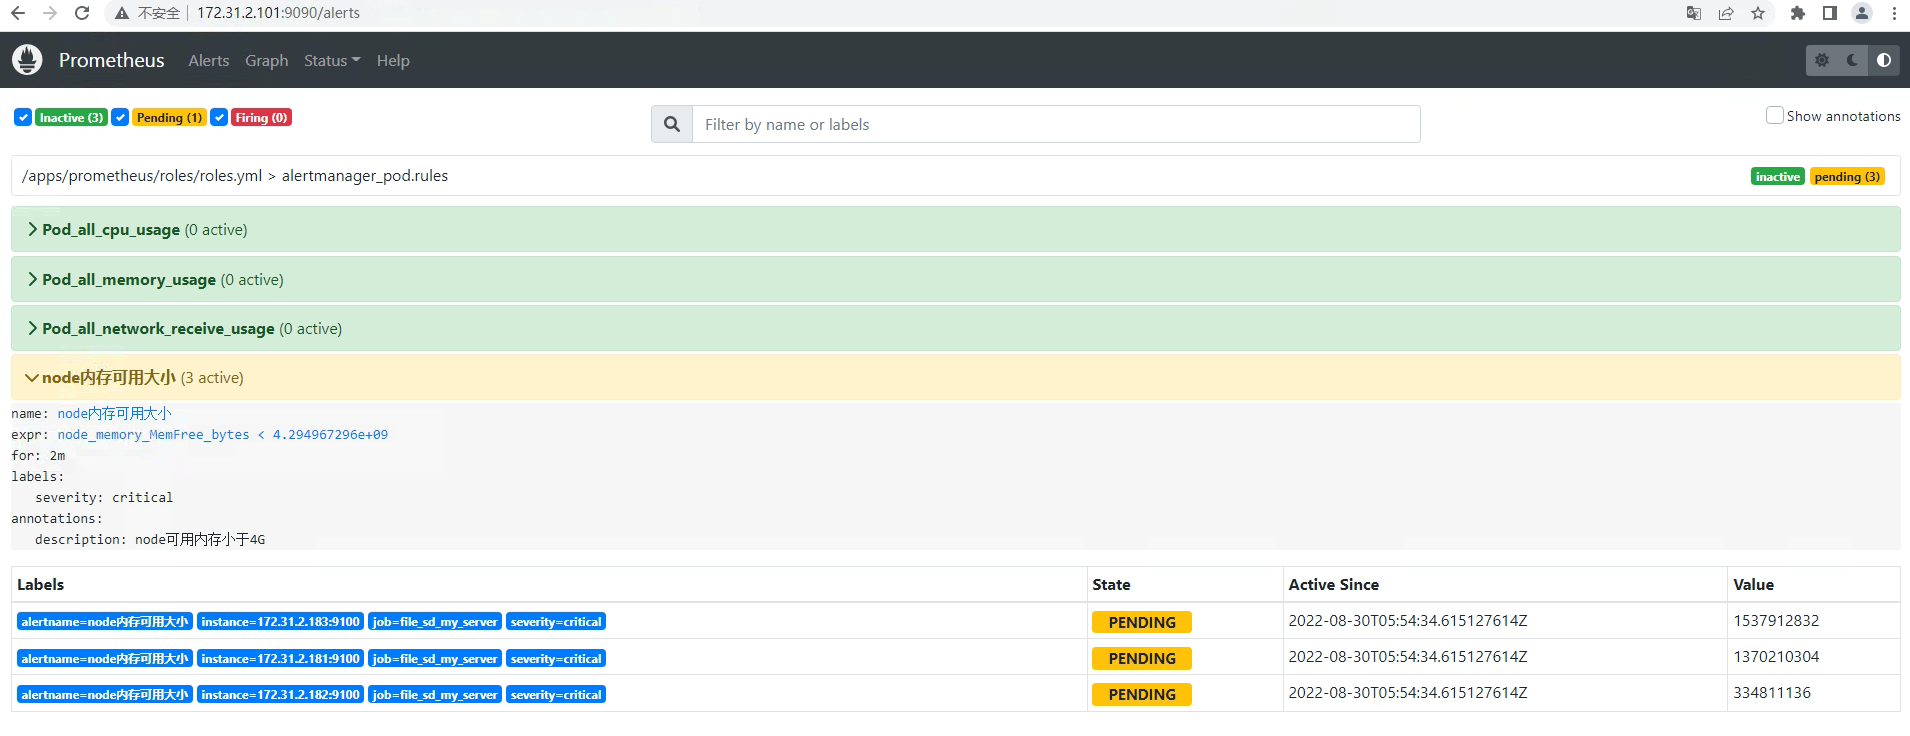 不安全 | 172.31.2.101:9090/alerts
Prometheus Alerts Graph Status Help
Inactive (3) Pending (1) Firing (0) Filter by name or labels Show annotations
/apps/prometheus/roles/roles.yml > alertmanager_pod.rules inactive pending (3)
Pod_all_cpu_usage (0 active)
Pod_all_memory_usage (0 active)
Pod_all_network_receive_usage (0 active)
node内存可用大小 (3 active)
name: node内存可用大小
expr: node_memory_MemFree_bytes < 4.294967296e+09
for: 2m
labels:
severity: critical
annotations:
description: node可用内存小于4G
Labels State Active Since Value
alertname=node内存可用大小 instance=172.31.2.183:9100 job=file_sd_my_server severity=critical PENDING 2022-08-30T05:54:34.615127614Z 1537912832
alertname=node内存可用大小 instance=172.31.2.181:9100 job=file_sd_my_server severity=critical PENDING 2022-08-30T05:54:34.615127614Z 1370210304
alertname=node内存可用大小 instance=172.31.2.182:9100 job=file_sd_my_server severity=critical PENDING 2022-08-30T05:54:34.615127614Z 334811136